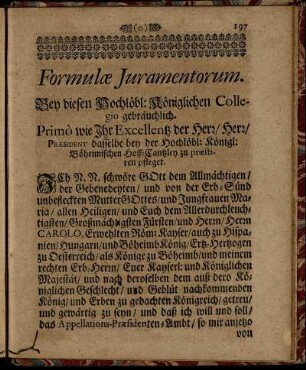 (o) 197
Formulæ Juramentorum.
Bey diesen Hochlöbl: Königlichen Colle-
gio gebräuchlich.
Primò wie Ihr Excellentz der Herr/ Herr/
PRÆSIDENT dasselbe bey der Hochlöbl: Königl:
Böheimischen Hoff-Cantzley zu præsti-
ren pfleget.
ICh N. N. schwöre GOtt dem Allmächtigen/
der Gebenedeyten/ und von der Erb-Sünd
unbefleckten Mutter GOttes/ und Jungfrauen Ma-
ria/ allen Heiligen/ und Euch dem Allerdurchleuch-
tigsten/ Großmächtigsten Fürsten/ und Herrn/ Herrn
CAROLO, Erwehlten Röm: Kayser/ auch zu Hispa-
nien/ Hungarn/ und Böheimb König/ Ertz-Hertzogen
zu Oesterreich/ als Könige zu Böheimb/ und meinem
rechten Erb-Herrn/ Euer Kayserl: und Königlichen
Majestät/ und nach deroselben dem auß dero Kö-
niglichen Geschlecht/ und Geblüt nachkommenden
König/ und Erben zu gedachten Königreich/ getreu/
und gewärtig zu seyn/ und daß ich will und soll/
das Appellations-Præsidenten-Ambt/ so mir anjetzo
von